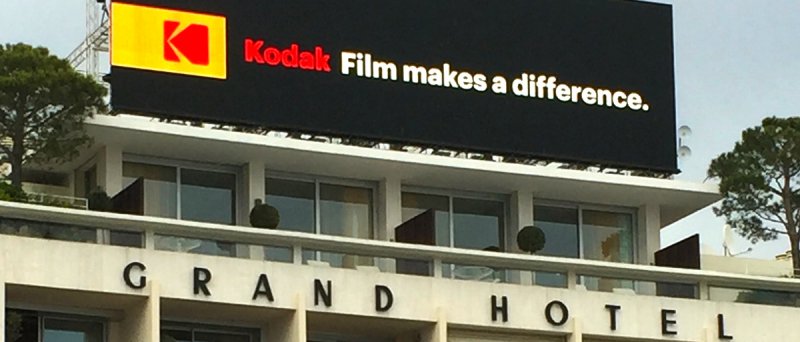 Kodak Film makes a difference.
GRAND HOTEL